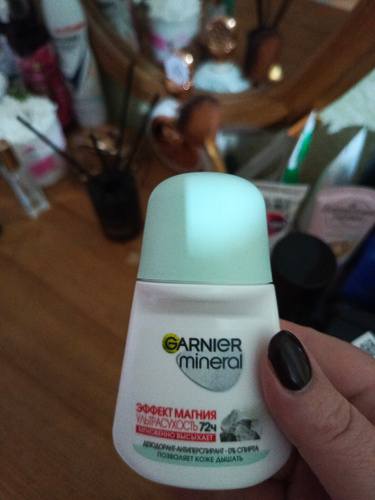 GARNIER
mineral
ЭФФЕКТ МАГНИЯ
УЛЬТРАСУХОСТЬ 72ч
МГНОВЕННО ВЫСЫХАЕТ
ДЕЗОДОРАНТ-АНТИПЕРСПИРАНТ - 0% СПИРТА
ПОЗВОЛЯЕТ КОЖЕ ДЫШАТЬ